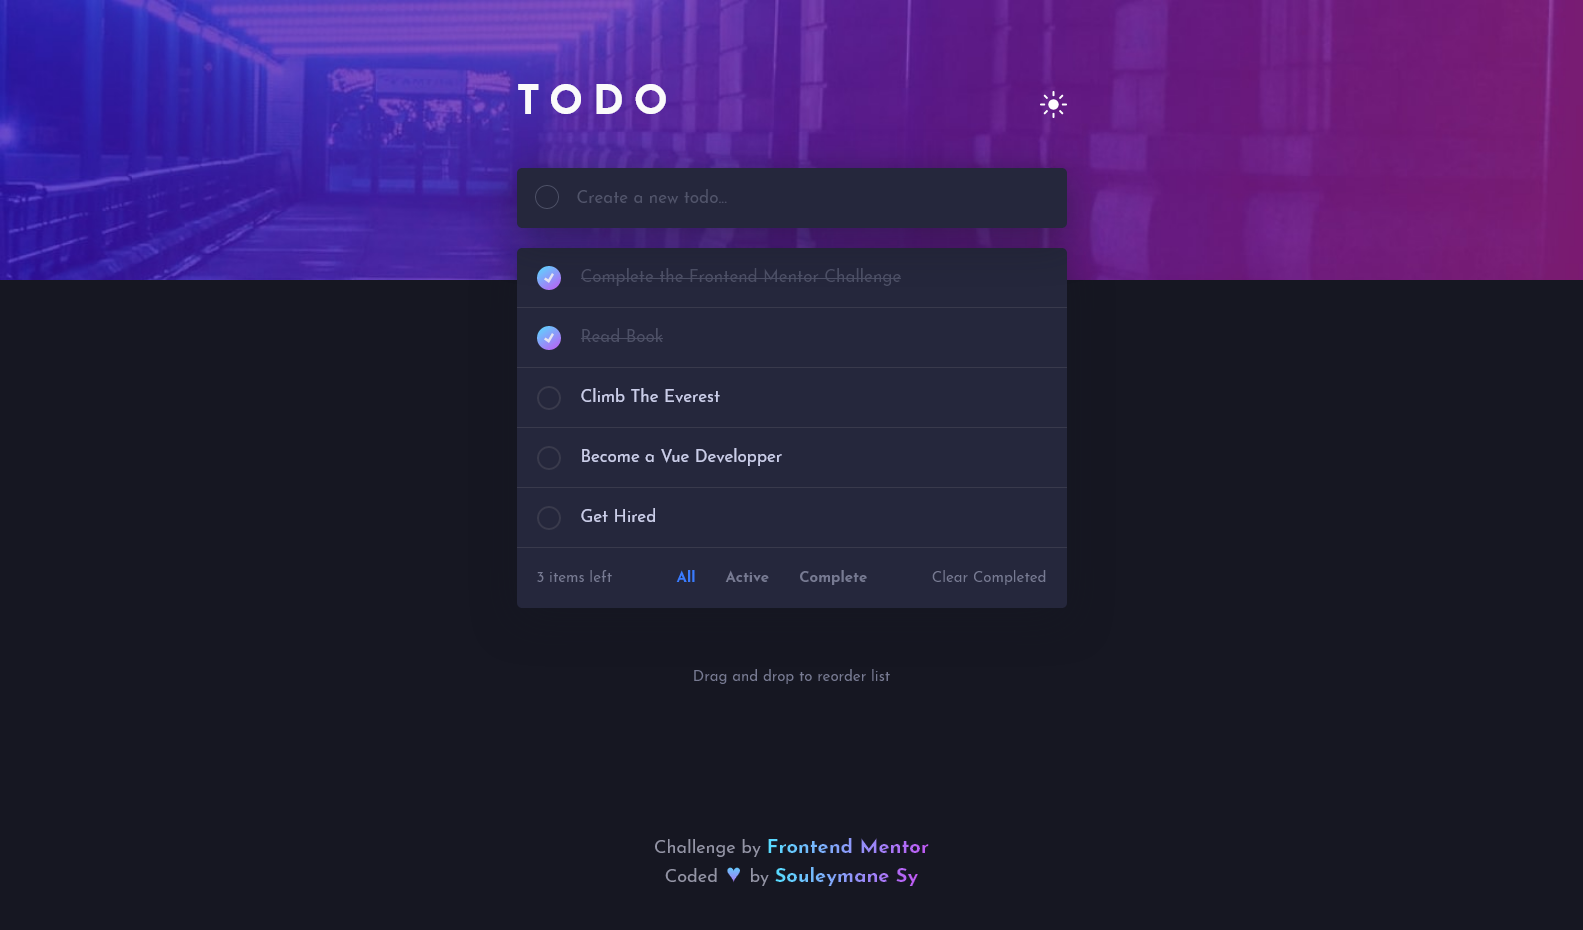 TODO
Create a new todo...
Complete the Frontend Mentor Challenge
Read Book
Climb The Everest
Become a Vue Developper
Get Hired
3 items left All Active Complete Clear Completed
Drag and drop to reorder list
Challenge by Frontend Mentor
Coded ♥ by Souleymane Sy